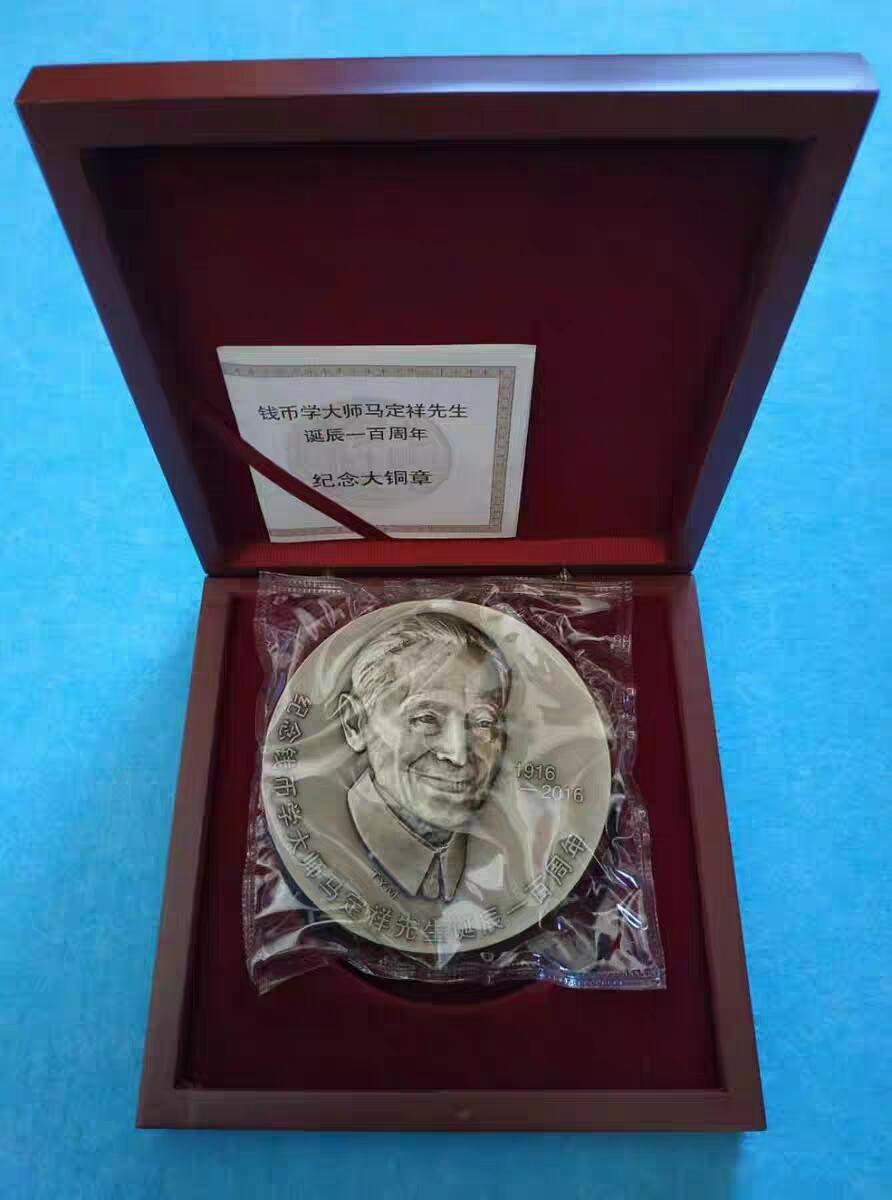 钱币学大师马定祥先生
诞辰一百周年
纪念大铜章
纪念钱币学大师马定祥先生诞辰一百周年
1916
—2016